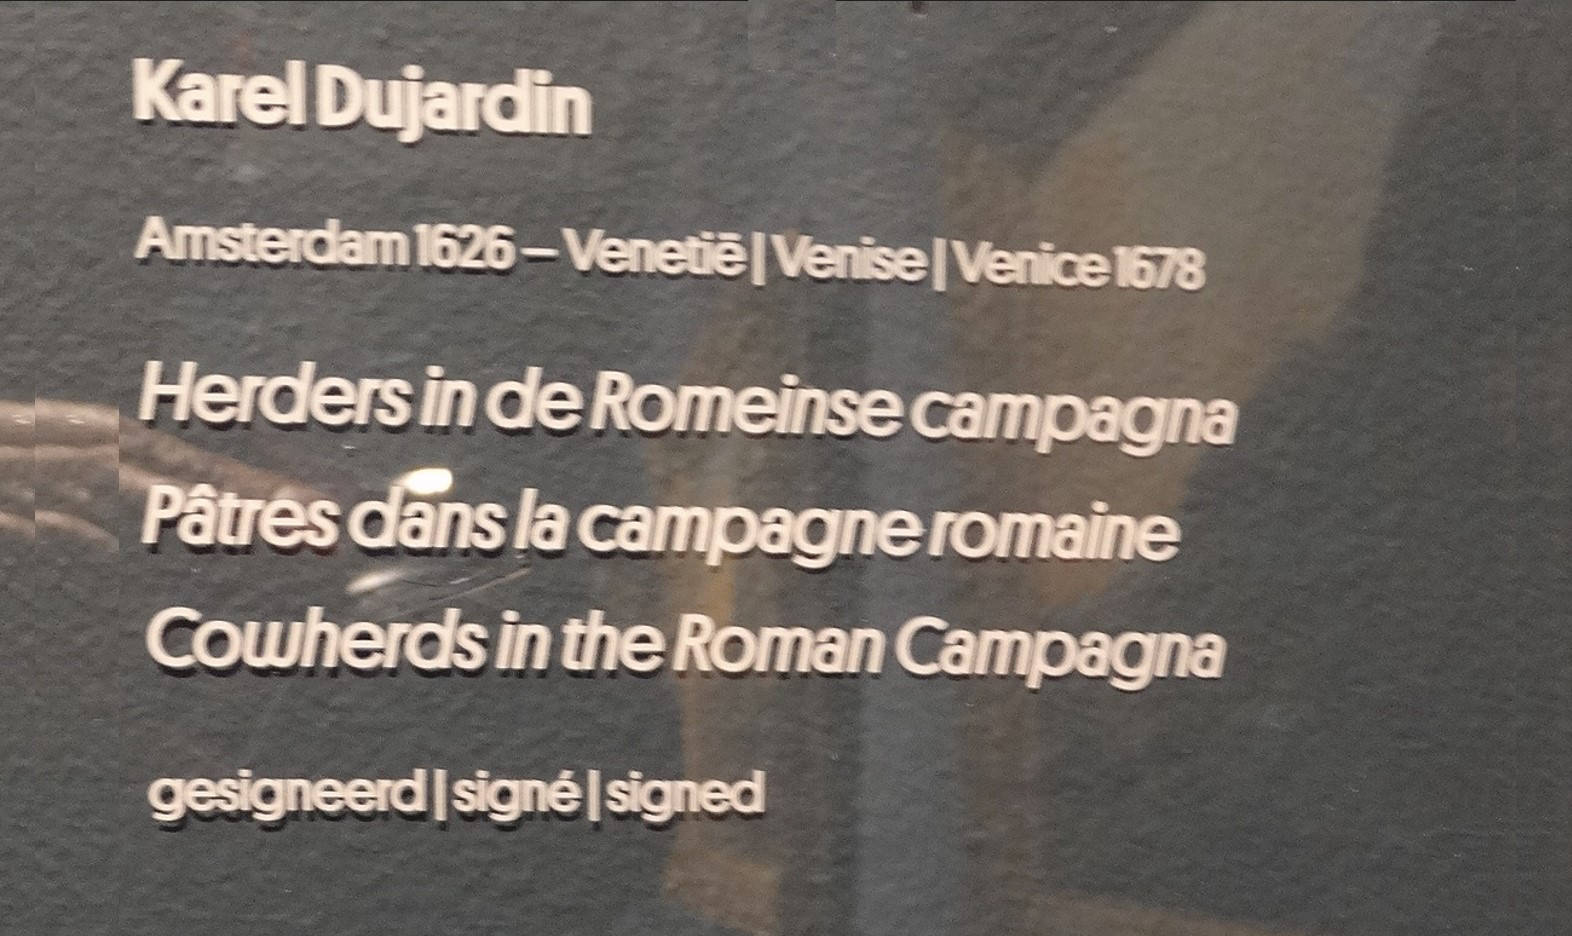 Karel Dujardin
Amsterdam 1626 – Venetië | Venise | Venice 1678
Herders in de Romeinse campagna
Pâtres dans la campagne romaine
Cowherds in the Roman Campagna
gesigneerd | signé | signed